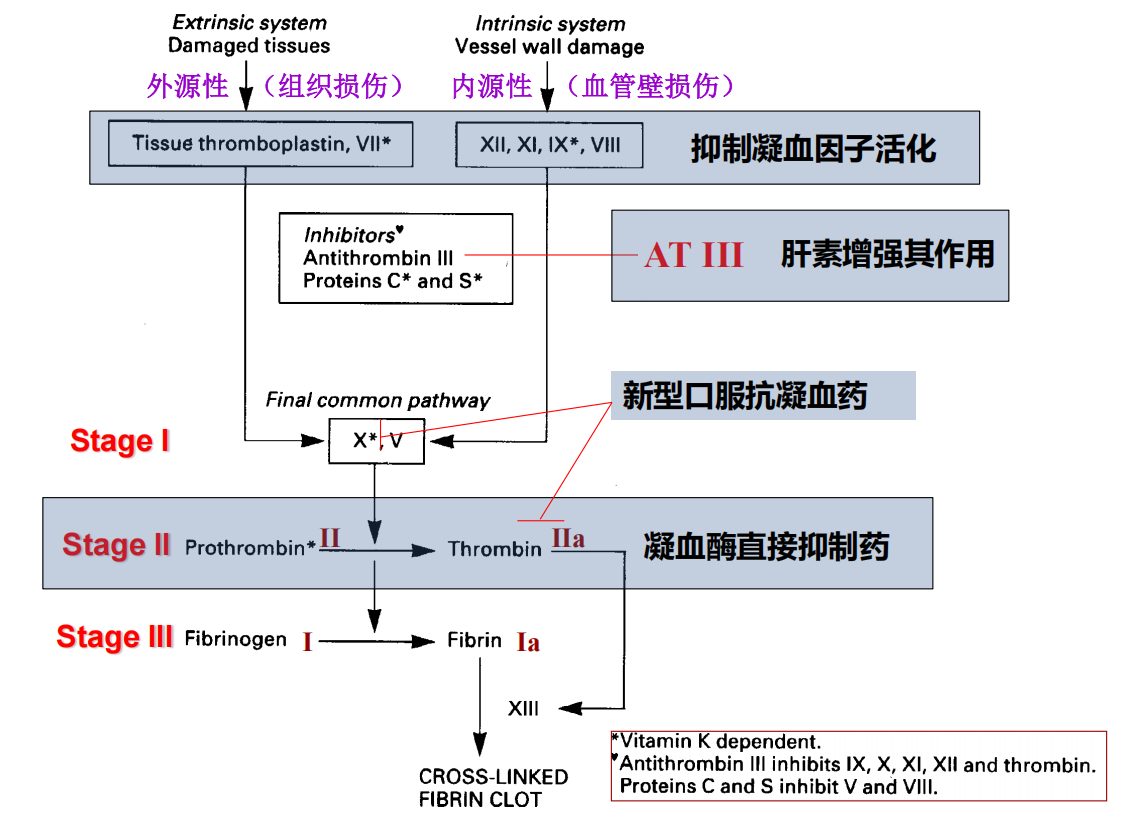 Extrinsic system
Damaged tissues
Intrinsic system
Vessel wall damage
外源性（组织损伤）
内源性（血管壁损伤）
Tissue thromboplastin, VII*
XII, XI, IX*, VIII
抑制凝血因子活化
Inhibitors♥
Antithrombin III
Proteins C* and S*
AT III 肝素增强其作用
新型口服抗凝血药
Final common pathway
Stage I
X*, V
Stage II Prothrombin* II Thrombin IIa 凝血酶直接抑制药
Stage III Fibrinogen I Fibrin Ia
XIII
CROSS-LINKED
FIBRIN CLOT
*Vitamin K dependent.
♥Antithrombin III inhibits IX, X, XI, XII and thrombin.
Proteins C and S inhibit V and VIII.